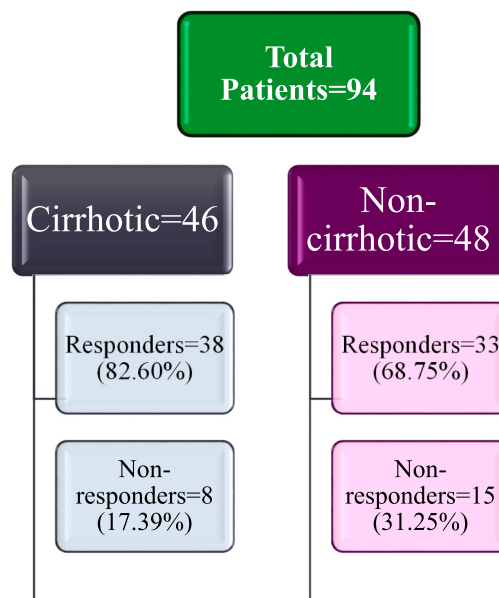 Total
Patients=94
Cirrhotic=46
Non-
cirrhotic=48
Responders=38
(82.60%)
Responders=33
(68.75%)
Non-
responders=8
(17.39%)
Non-
responders=15
(31.25%)